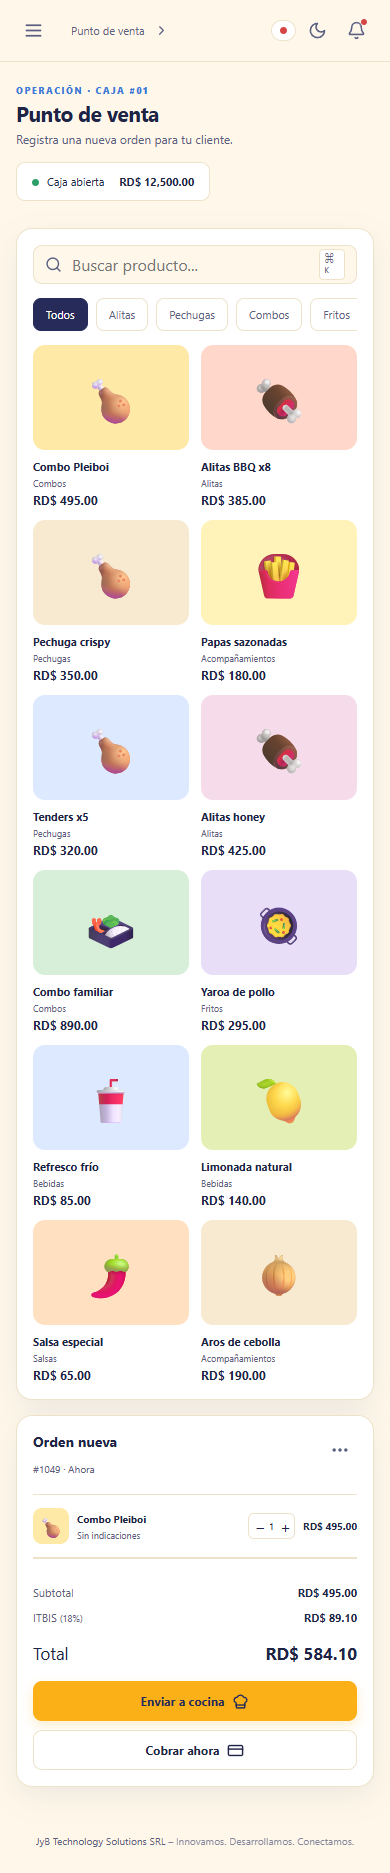 Punto de venta
OPERACIÓN · CAJA #01
Punto de venta
Registra una nueva orden para tu cliente.
Caja abierta RD$ 12,500.00
Buscar producto... ⌘ K
Todos Alitas Pechugas Combos Fritos
Combo Pleiboi
Combos
RD$ 495.00
Alitas BBQ x8
Alitas
RD$ 385.00
Pechuga crispy
Pechugas
RD$ 350.00
Papas sazonadas
Acompañamientos
RD$ 180.00
Tenders x5
Pechugas
RD$ 320.00
Alitas honey
Alitas
RD$ 425.00
Combo familiar
Combos
RD$ 890.00
Yaroa de pollo
Fritos
RD$ 295.00
Refresco frío
Bebidas
RD$ 85.00
Limonada natural
Bebidas
RD$ 140.00
Salsa especial
Salsas
RD$ 65.00
Aros de cebolla
Acompañamientos
RD$ 190.00
Orden nueva
#1049 · Ahora
Combo Pleiboi
Sin indicaciones
− 1 + RD$ 495.00
Subtotal RD$ 495.00
ITBIS (18%) RD$ 89.10
Total RD$ 584.10
Enviar a cocina
Cobrar ahora
JyB Technology Solutions SRL – Innovamos. Desarrollamos. Conectamos.